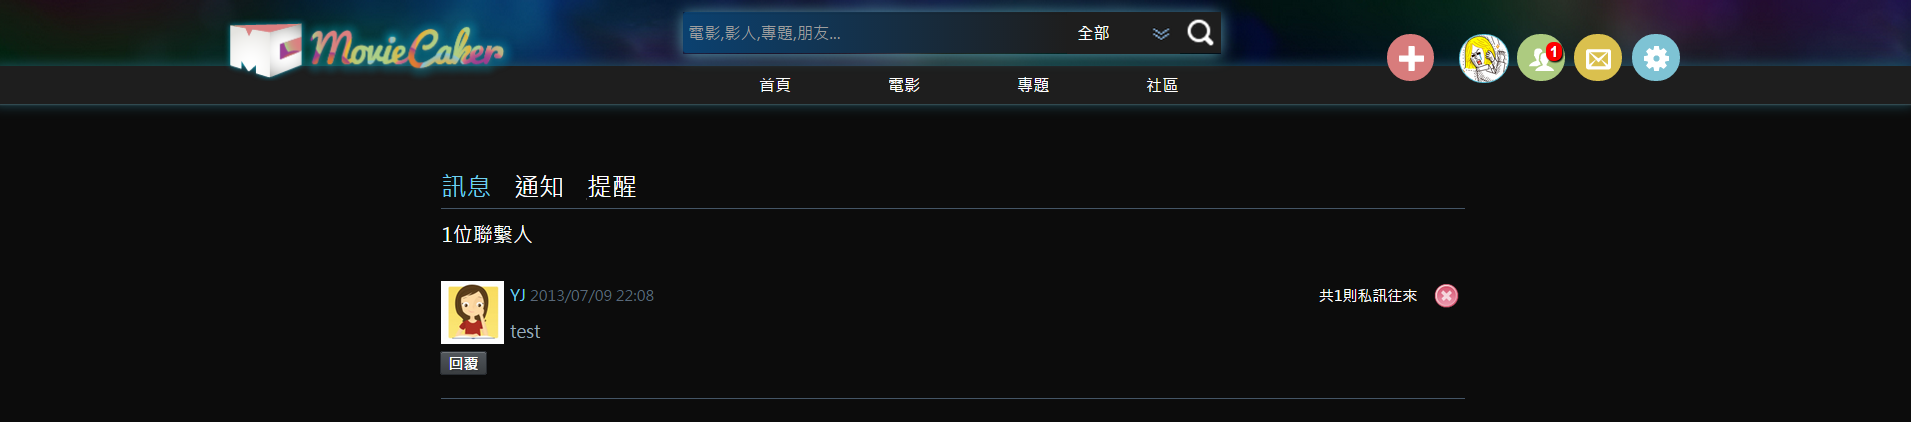 MC MovieCaker
電影,影人,專題,朋友... 全部
1
首頁 電影 專題 社區
訊息 通知 提醒
1位聯繫人
YJ 2013/07/09 22:08 共1則私訊往來
test
回覆